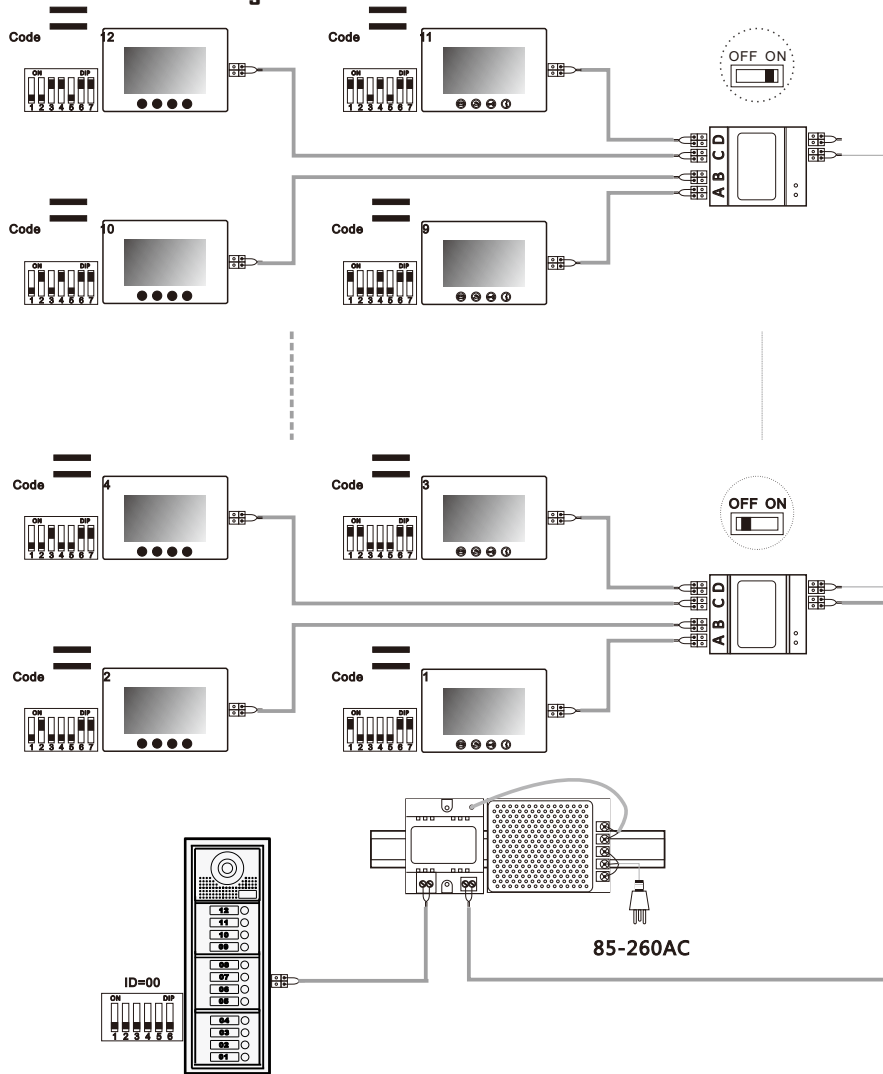 Code
12
ON DIP
1 2 3 4 5 6 7
Code
11
ON DIP
1 2 3 4 5 6 7
OFF ON
A B C D
Code
10
ON DIP
1 2 3 4 5 6 7
Code
9
ON DIP
1 2 3 4 5 6 7
Code
4
ON DIP
1 2 3 4 5 6 7
Code
3
ON DIP
1 2 3 4 5 6 7
OFF ON
A B C D
Code
2
ON DIP
1 2 3 4 5 6 7
Code
1
ON DIP
1 2 3 4 5 6 7
85-260AC
12
11
10
09
08
07
06
05
04
03
02
01
ID=00
ON DIP
1 2 3 4 5 6